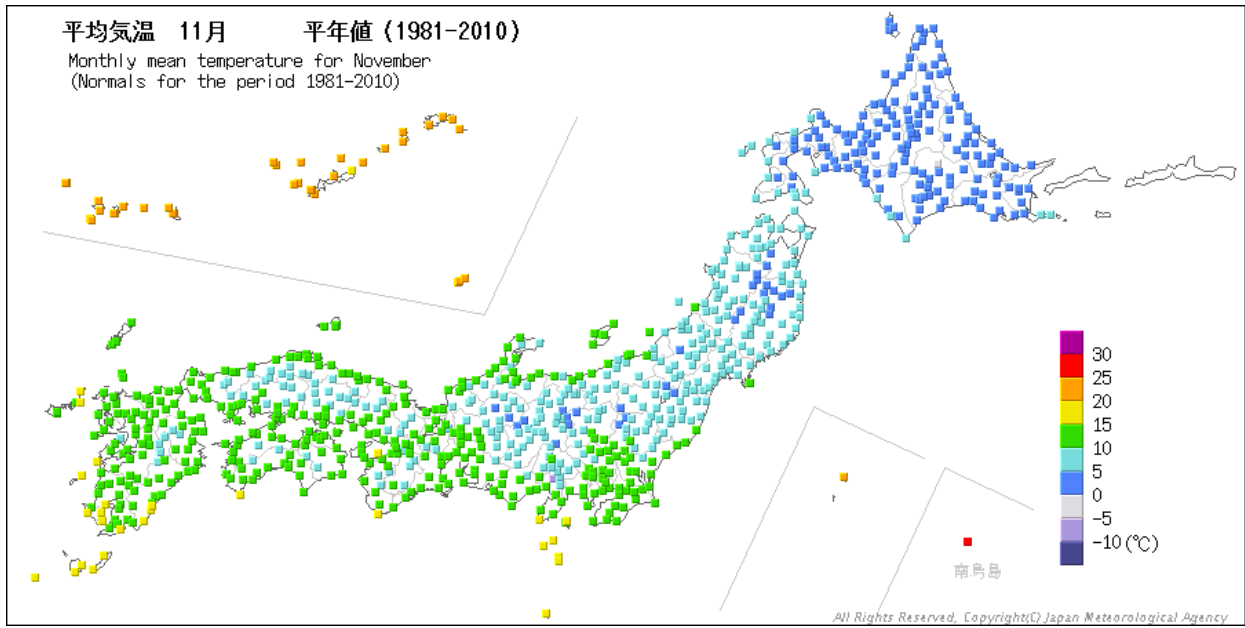 平均気温 11月 平年値 (1981-2010)
Monthly mean temperature for November
(Normals for the period 1981-2010)
30
25
20
15
10
5
0
-5
-10 (℃)
南鳥島
All Rights Reserved, Copyright(C) Japan Meteorological Agency